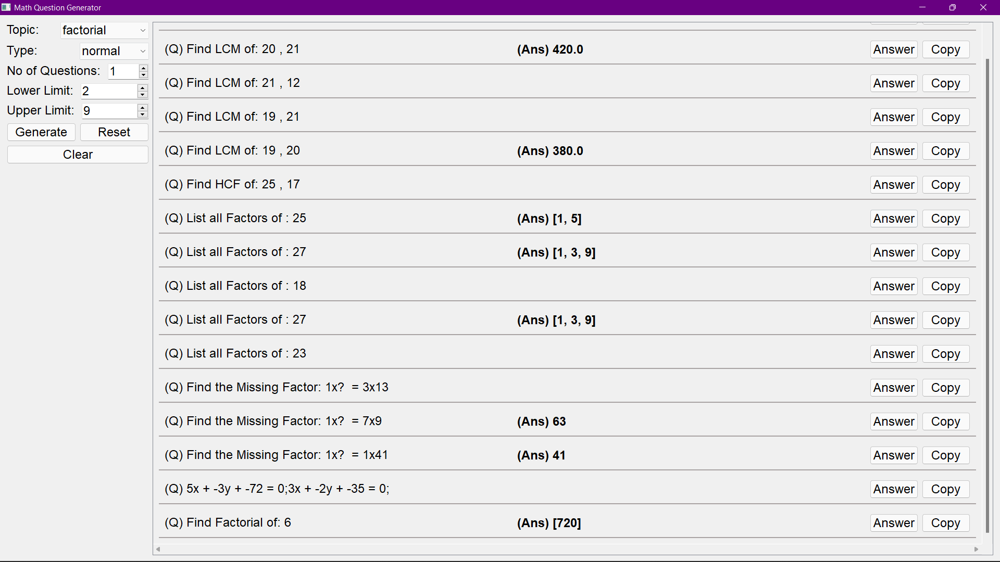 Math Question Generator
Topic: factorial
Type: normal
No of Questions: 1
Lower Limit: 2
Upper Limit: 9
Generate Reset
Clear
(Q) Find LCM of: 20 , 21 (Ans) 420.0 Answer Copy
(Q) Find LCM of: 21 , 12 Answer Copy
(Q) Find LCM of: 19 , 21 Answer Copy
(Q) Find LCM of: 19 , 20 (Ans) 380.0 Answer Copy
(Q) Find HCF of: 25 , 17 Answer Copy
(Q) List all Factors of : 25 (Ans) [1, 5] Answer Copy
(Q) List all Factors of : 27 (Ans) [1, 3, 9] Answer Copy
(Q) List all Factors of : 18 Answer Copy
(Q) List all Factors of : 27 (Ans) [1, 3, 9] Answer Copy
(Q) List all Factors of : 23 Answer Copy
(Q) Find the Missing Factor: 1x?  = 3x13 Answer Copy
(Q) Find the Missing Factor: 1x?  = 7x9 (Ans) 63 Answer Copy
(Q) Find the Missing Factor: 1x?  = 1x41 (Ans) 41 Answer Copy
(Q) 5x + -3y + -72 = 0;3x + -2y + -35 = 0; Answer Copy
(Q) Find Factorial of: 6 (Ans) [720] Answer Copy